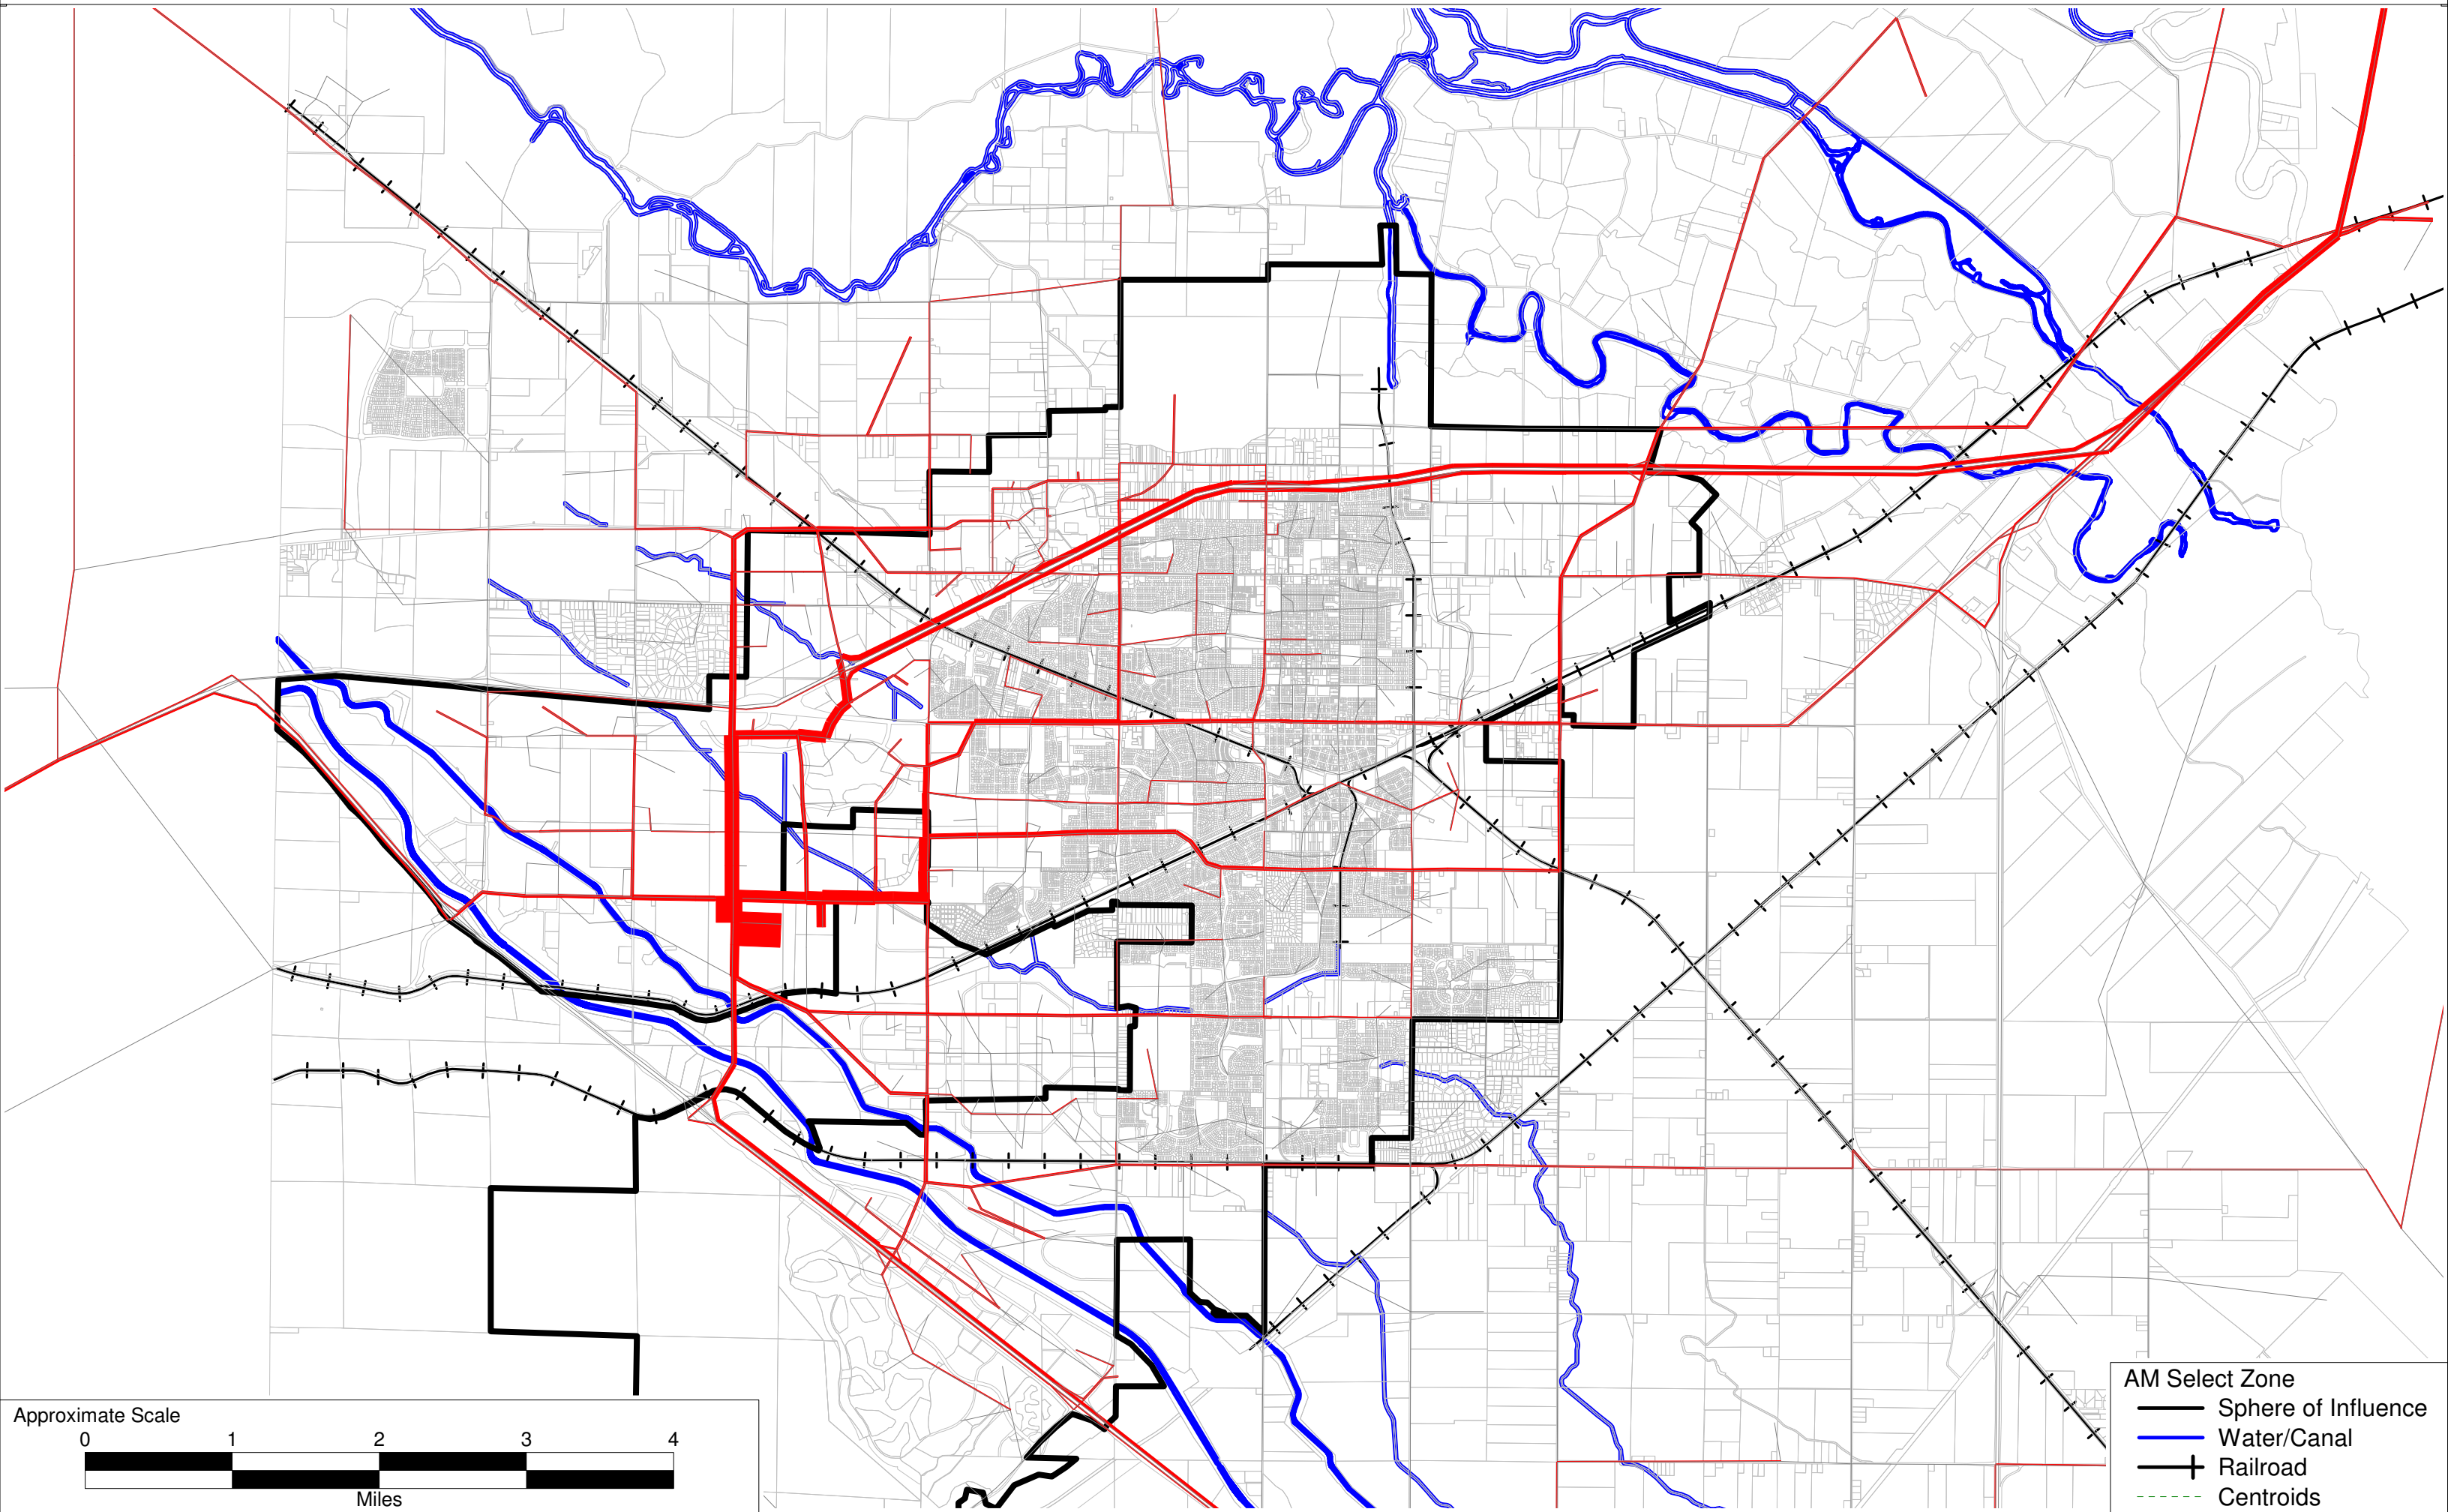 Approximate Scale
0 1 2 3 4
Miles
AM Select Zone
Sphere of Influence
Water/Canal
Railroad
Centroids